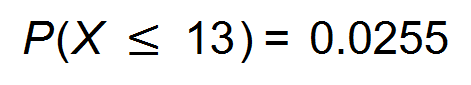 P(X ≤ 13) = 0.0255